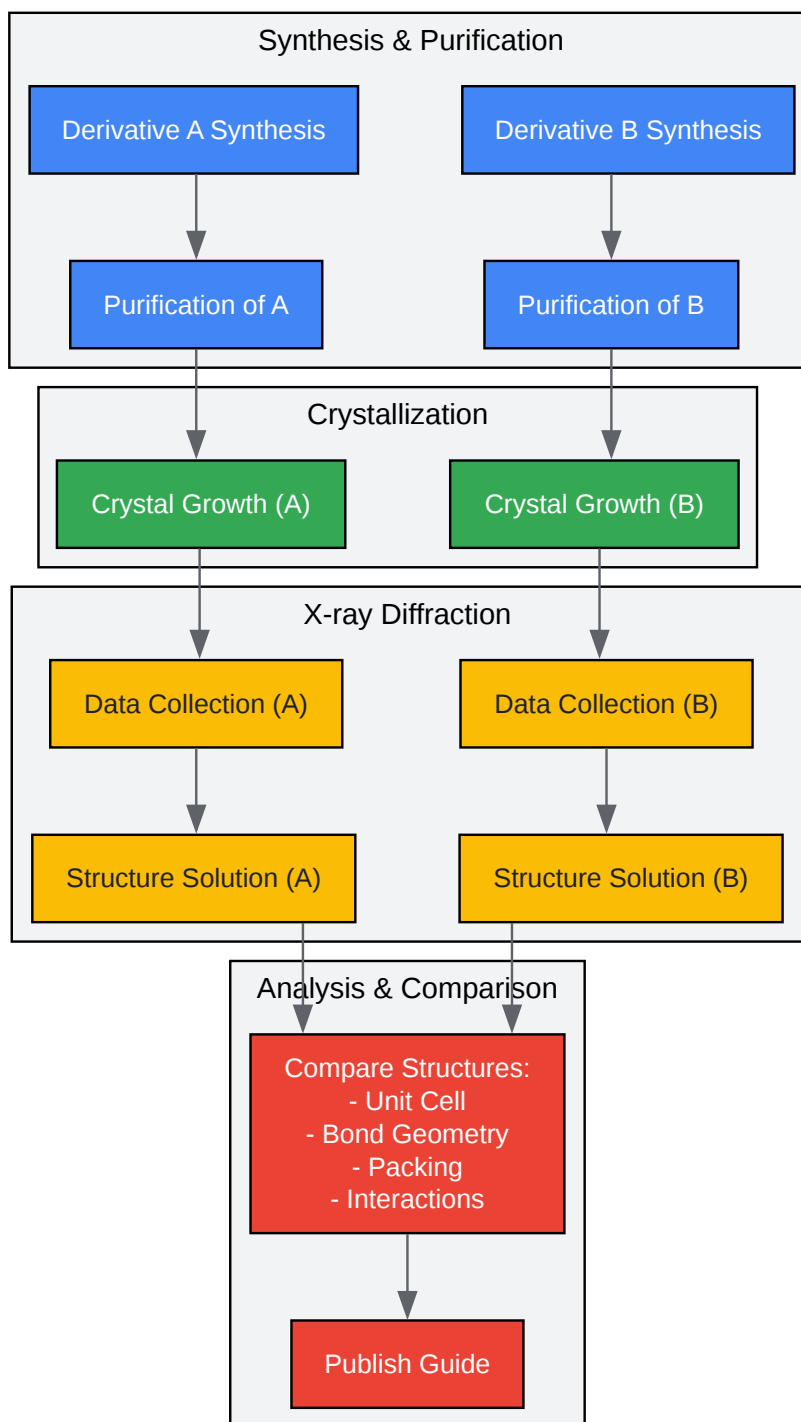 Synthesis & Purification
Derivative A Synthesis
Derivative B Synthesis
Purification of A
Purification of B
Crystallization
Crystal Growth (A)
Crystal Growth (B)
X-ray Diffraction
Data Collection (A)
Data Collection (B)
Structure Solution (A)
Structure Solution (B)
Analysis & Comparison
Compare Structures:
- Unit Cell
- Bond Geometry
- Packing
- Interactions
Publish Guide